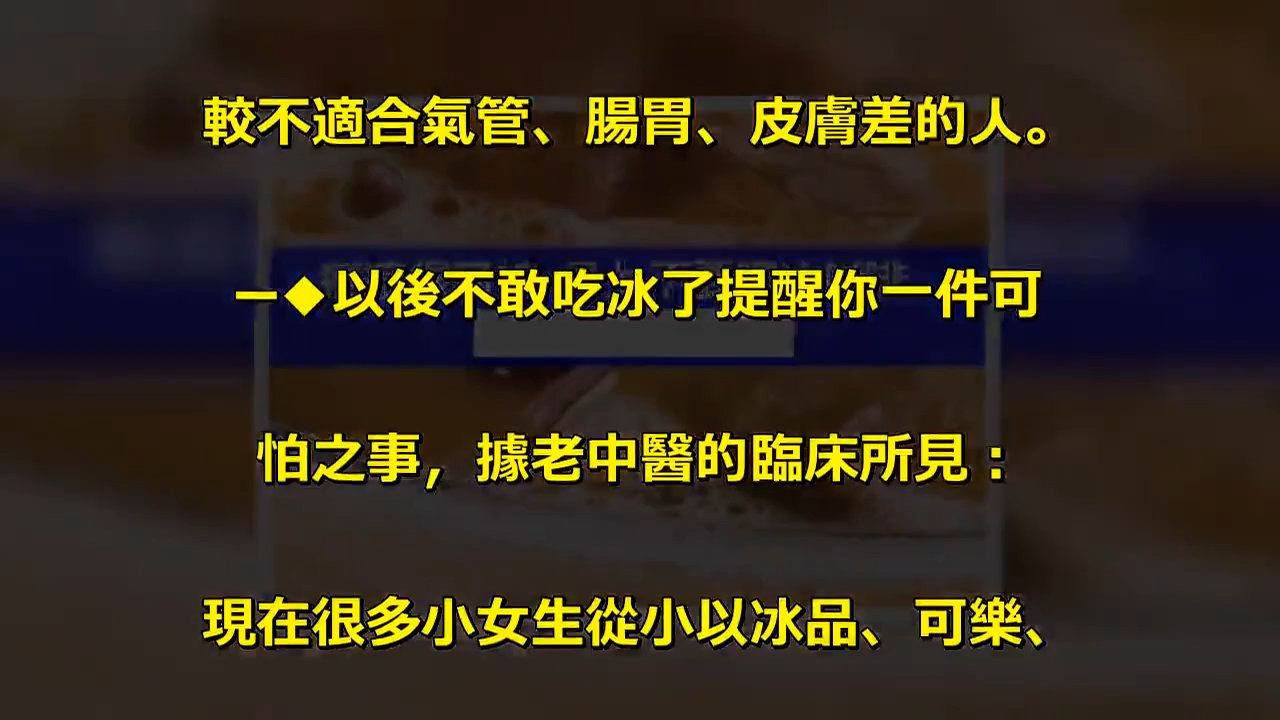 較不適合氣管、腸胃、皮膚差的人。
─◆以後不敢吃冰了提醒你一件可
怕之事，據老中醫的臨床所見：
現在很多小女生從小以冰品、可樂、